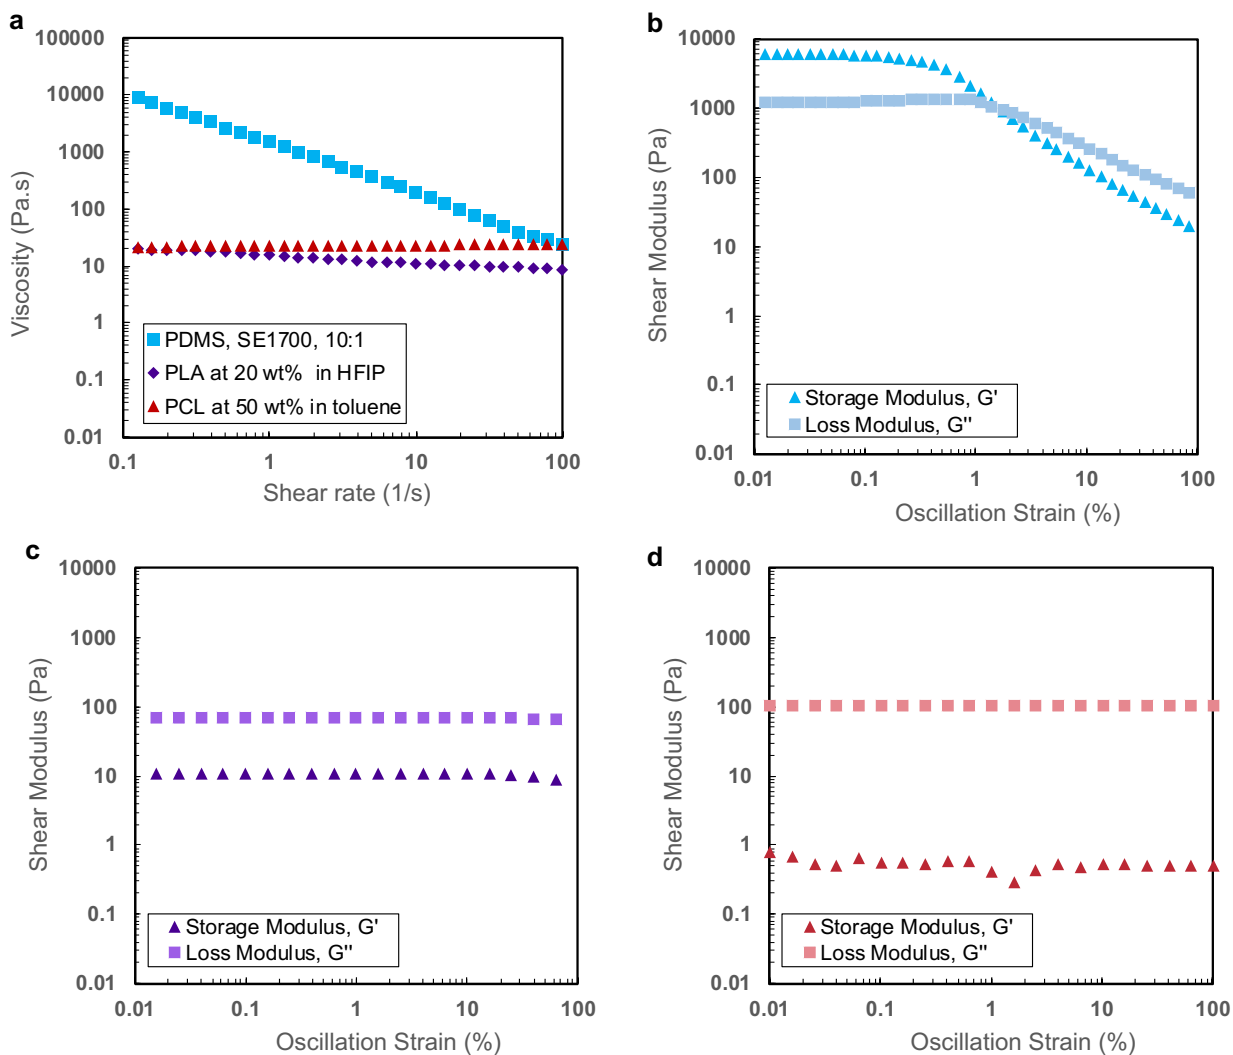 a
100000
10000
1000
100
10
1
0.1
0.01
Viscosity (Pa.s)
PDMS, SE1700, 10:1
PLA at 20 wt% in HFIP
PCL at 50 wt% in toluene
0.1 1 10 100
Shear rate (1/s)
b
10000
1000
100
10
1
0.1
0.01
Shear Modulus (Pa)
Storage Modulus, G'
Loss Modulus, G''
0.01 0.1 1 10 100
Oscillation Strain (%)
c
10000
1000
100
10
1
0.1
0.01
Shear Modulus (Pa)
Storage Modulus, G'
Loss Modulus, G''
0.01 0.1 1 10 100
Oscillation Strain (%)
d
10000
1000
100
10
1
0.1
0.01
Shear Modulus (Pa)
Storage Modulus, G'
Loss Modulus, G''
0.01 0.1 1 10 100
Oscillation Strain (%)